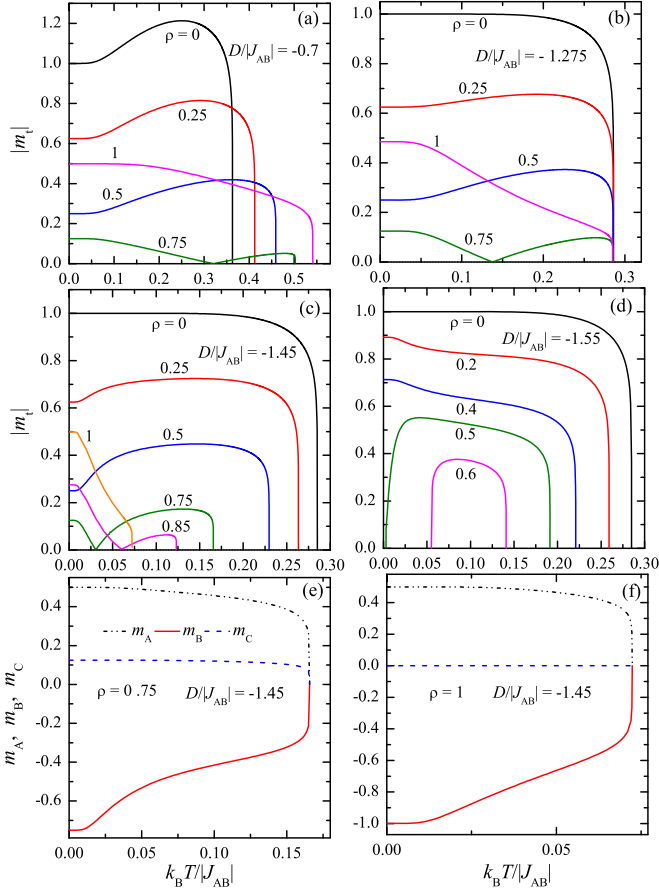 (a)
ρ = 0
D/|J_AB| = -0.7
0.25
1
0.5
0.75
|m_t|
1.2
1.0
0.8
0.6
0.4
0.2
0.0
0.0 0.1 0.2 0.3 0.4 0.5
(b)
ρ = 0
D/|J_AB| = - 1.275
0.25
1
0.5
0.75
1.0
0.8
0.6
0.4
0.2
0.0
0.0 0.1 0.2 0.3
(c)
ρ = 0
D/|J_AB| = -1.45
0.25
1
0.5
0.75
0.85
|m_t|
1.0
0.8
0.6
0.4
0.2
0.0
0.00 0.05 0.10 0.15 0.20 0.25 0.30
(d)
ρ = 0
D/|J_AB| = -1.55
0.2
0.4
0.5
0.6
1.0
0.8
0.6
0.4
0.2
0.0
0.00 0.05 0.10 0.15 0.20 0.25 0.30
(e)
m_A m_B m_C
ρ = 0 .75 D/|J_AB| = -1.45
m_A, m_B, m_C
0.4
0.2
0.0
-0.2
-0.4
-0.6
0.00 0.05 0.10 0.15
k_B T/|J_AB|
(f)
ρ = 1 D/|J_AB| = -1.45
0.4
0.2
0.0
-0.2
-0.4
-0.6
-0.8
-1.0
0.00 0.05
k_B T/|J_AB|